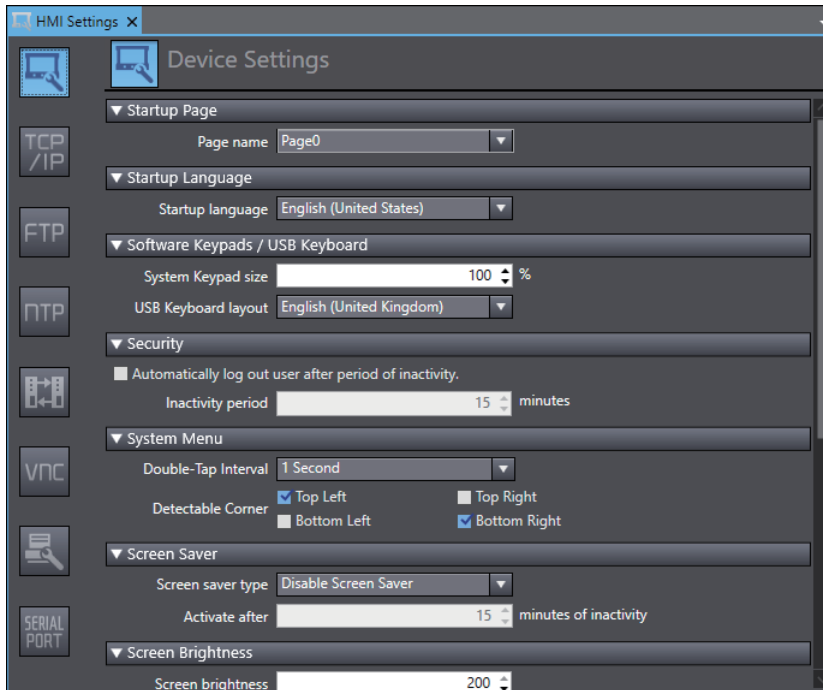 HMI Settings
Device Settings
TCP
/IP
FTP
NTP
VNC
SERIAL
PORT
Startup Page
Page name Page0
Startup Language
Startup language English (United States)
Software Keypads / USB Keyboard
System Keypad size 100 %
USB Keyboard layout English (United Kingdom)
Security
Automatically log out user after period of inactivity.
Inactivity period 15 minutes
System Menu
Double-Tap Interval 1 Second
Detectable Corner Top Left Top Right
Bottom Left Bottom Right
Screen Saver
Screen saver type Disable Screen Saver
Activate after 15 minutes of inactivity
Screen Brightness
Screen brightness 200